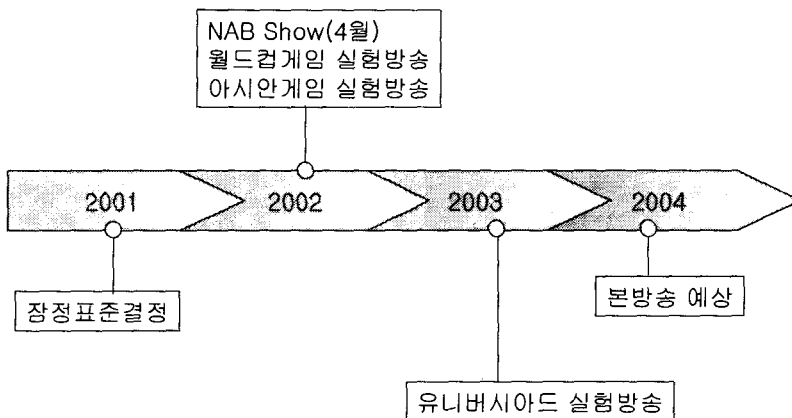 NAB Show(4월)
월드컵게임 실험방송
아시안게임 실험방송
2001
2002
2003
2004
잠정표준결정
본방송 예상
유니버시아드 실험방송